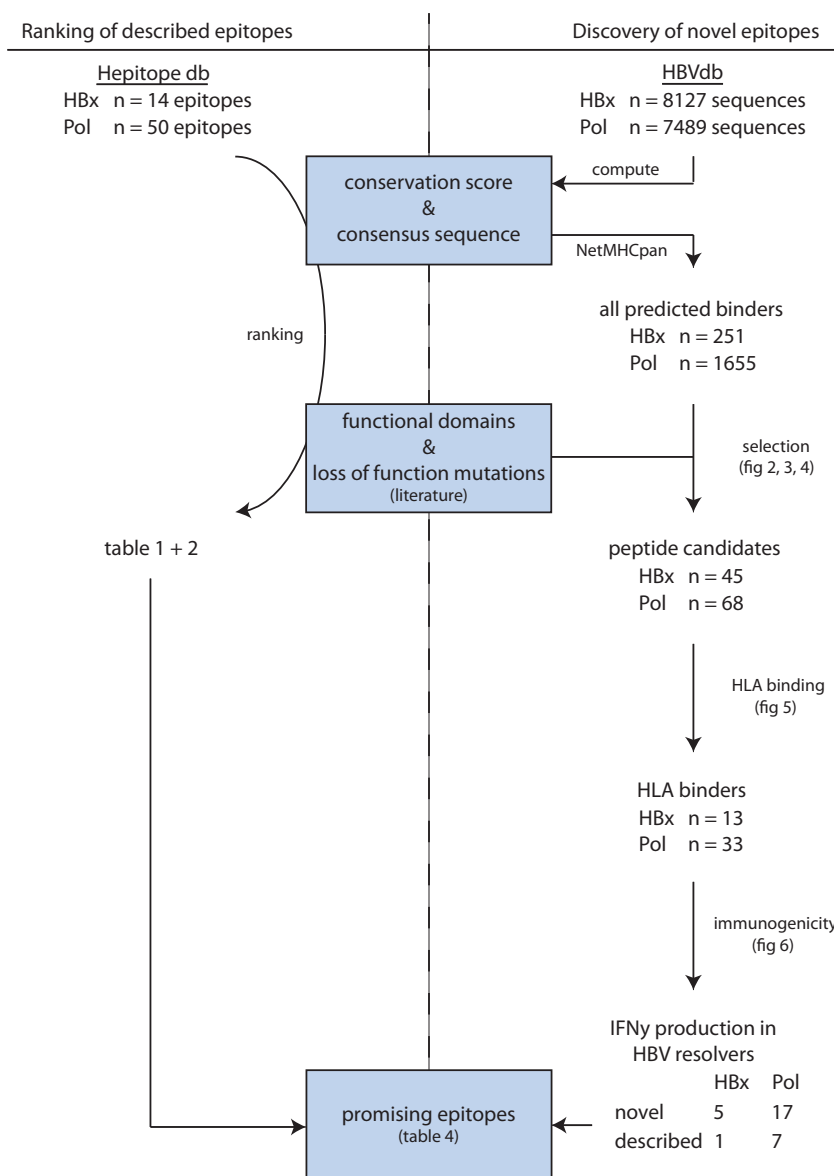 Ranking of described epitopes
Discovery of novel epitopes
Hepitope db
HBx n = 14 epitopes
Pol n = 50 epitopes
HBVdb
HBx n = 8127 sequences
Pol n = 7489 sequences
compute
conservation score
&
consensus sequence
NetMHCpan
all predicted binders
HBx n = 251
Pol n = 1655
ranking
functional domains
&
loss of function mutations
(literature)
selection
(fig 2, 3, 4)
table 1 + 2
peptide candidates
HBx n = 45
Pol n = 68
HLA binding
(fig 5)
HLA binders
HBx n = 13
Pol n = 33
immunogenicity
(fig 6)
IFNy production in
HBV resolvers
HBx Pol
novel 5 17
described 1 7
promising epitopes
(table 4)